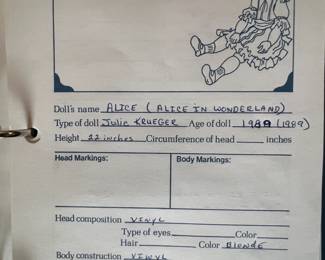 Doll's name ALICE (ALICE IN WONDERLAND)
Type of doll Julie KRUEGER Age of doll 1989 (1989)
Height 22 inches Circumference of head inches
Head Markings: Body Markings:
Head composition VINYL
Type of eyes Color
Hair Color Blonde
Body construction VINYL